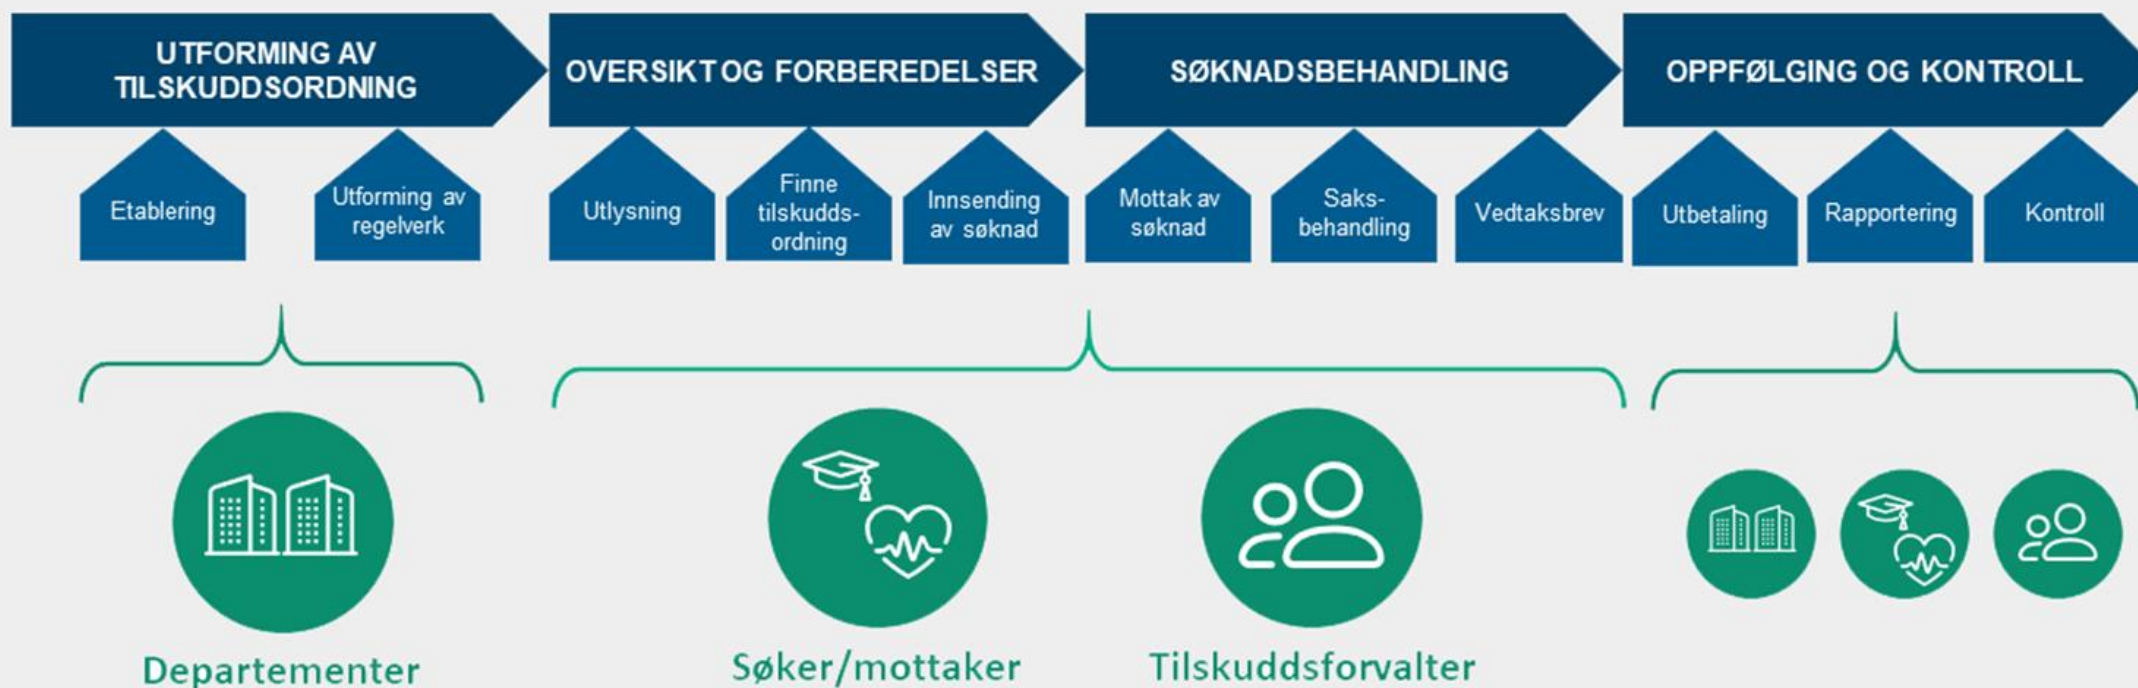 UTFORMING AV
TILSKUDDSORDNING
OVERSIKT OG FORBEREDELSER
SØKNADSBEHANDLING
OPPFØLGING OG KONTROLL
Etablering
Utforming av
regelverk
Utlysning
Finne
tilskudds-
ordning
Innsending
av søknad
Mottak av
søknad
Saks-
behandling
Vedtaksbrev
Utbetaling
Rapportering
Kontroll
Departementer
Søker/mottaker
Tilskuddsforvalter